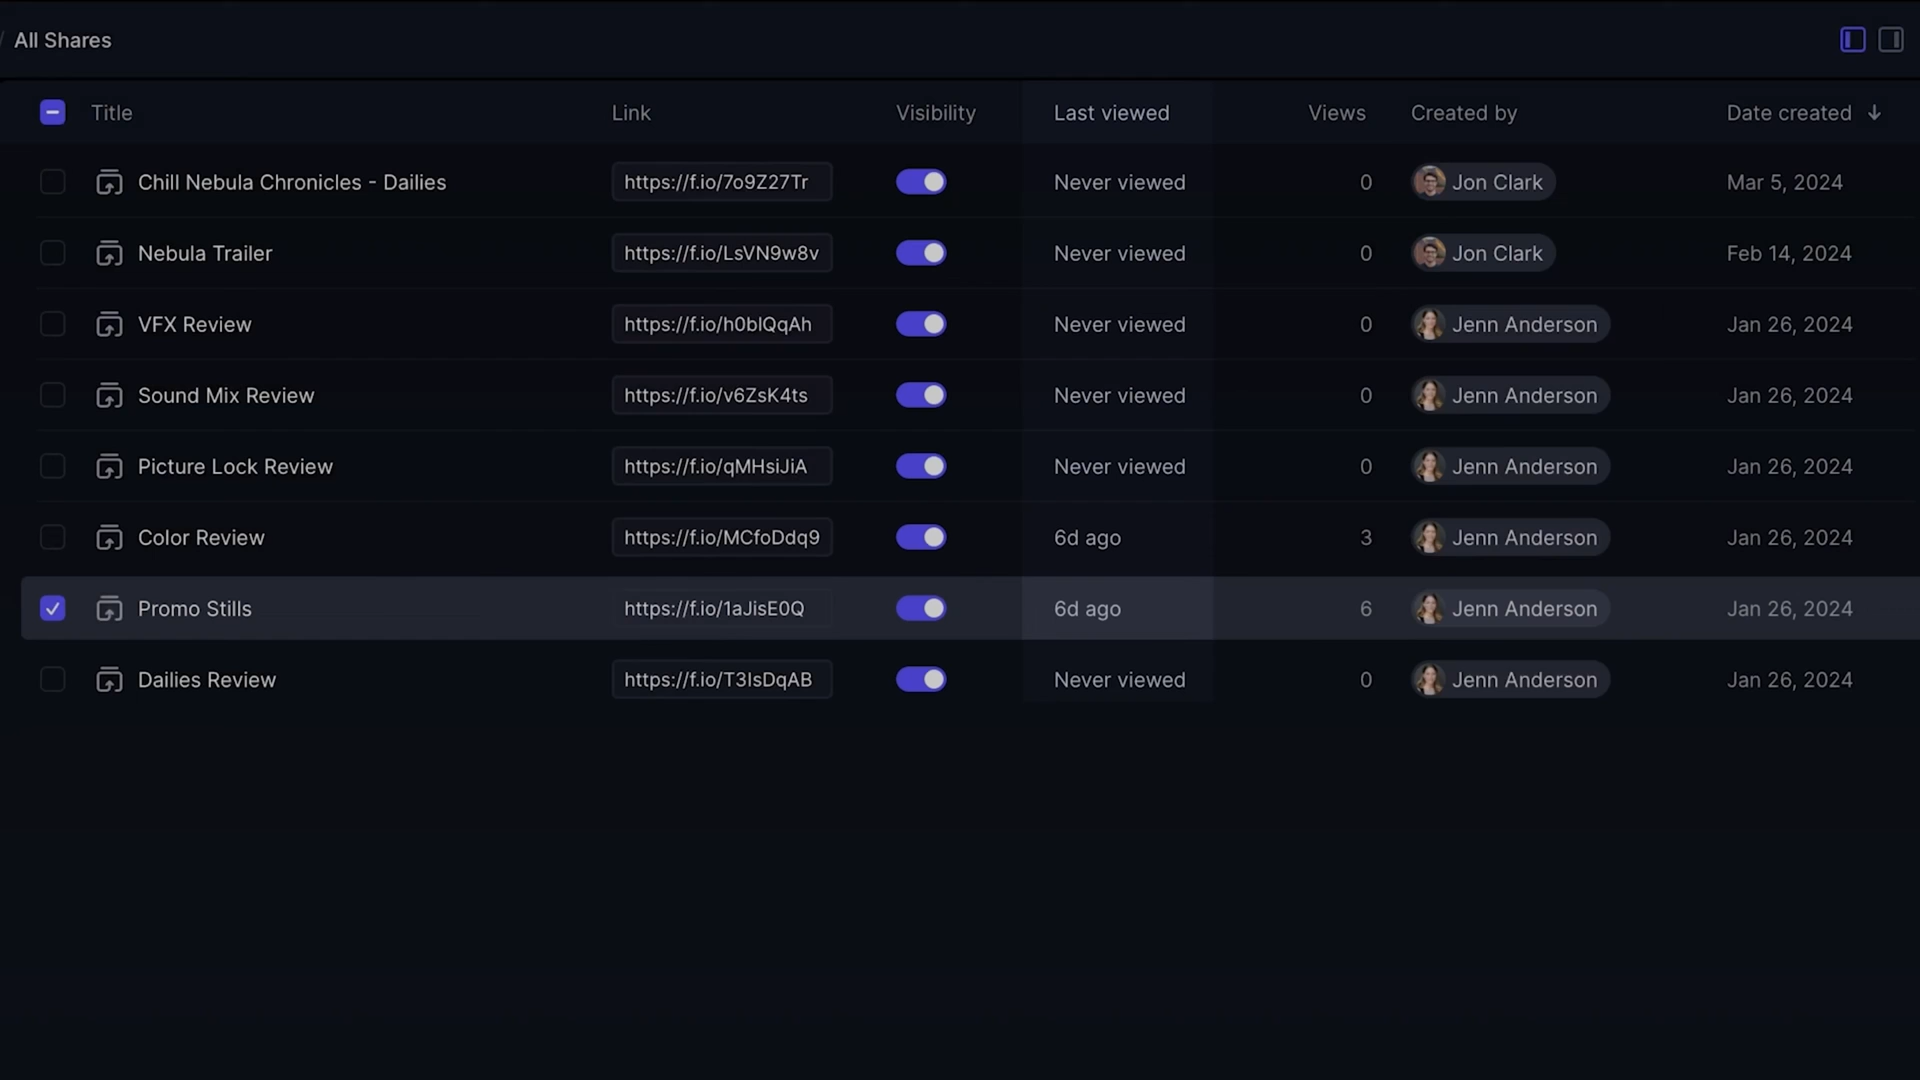 / All Shares
Title Link Visibility Last viewed Views Created by Date created ↓
Chill Nebula Chronicles - Dailies https://f.io/7o9Z27Tr Never viewed 0 Jon Clark Mar 5, 2024
Nebula Trailer https://f.io/LsVN9w8v Never viewed 0 Jon Clark Feb 14, 2024
VFX Review https://f.io/h0blQqAh Never viewed 0 Jenn Anderson Jan 26, 2024
Sound Mix Review https://f.io/v6ZsK4ts Never viewed 0 Jenn Anderson Jan 26, 2024
Picture Lock Review https://f.io/qMHsiJiA Never viewed 0 Jenn Anderson Jan 26, 2024
Color Review https://f.io/MCfoDdq9 6d ago 3 Jenn Anderson Jan 26, 2024
Promo Stills https://f.io/1aJisE0Q 6d ago 6 Jenn Anderson Jan 26, 2024
Dailies Review https://f.io/T3IsDqAB Never viewed 0 Jenn Anderson Jan 26, 2024